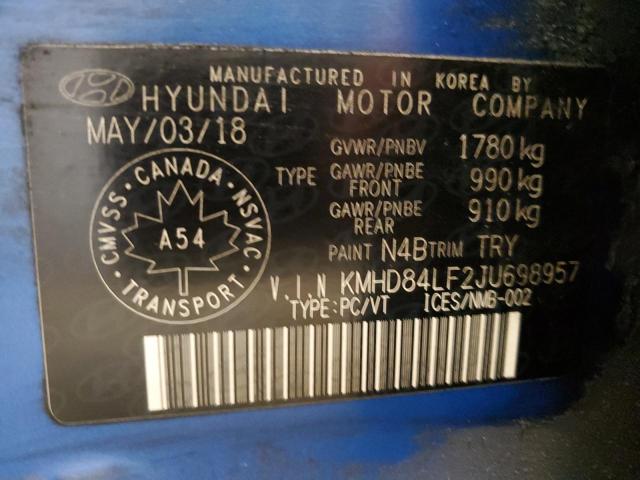 MANUFACTURED IN KOREA BY
HYUNDAI MOTOR COMPANY
MAY/03/18
GVWR/PNBV 1780 kg
TYPE GAWR/PNBE FRONT 990 kg
GAWR/PNBE REAR 910 kg
PAINT N4B TRIM TRY
CMVSS · CANADA · NSVAC · TRANSPORT
A54
V.I.N KMHD84LF2JU698957
TYPE:PC/VT ICES/NMB-002